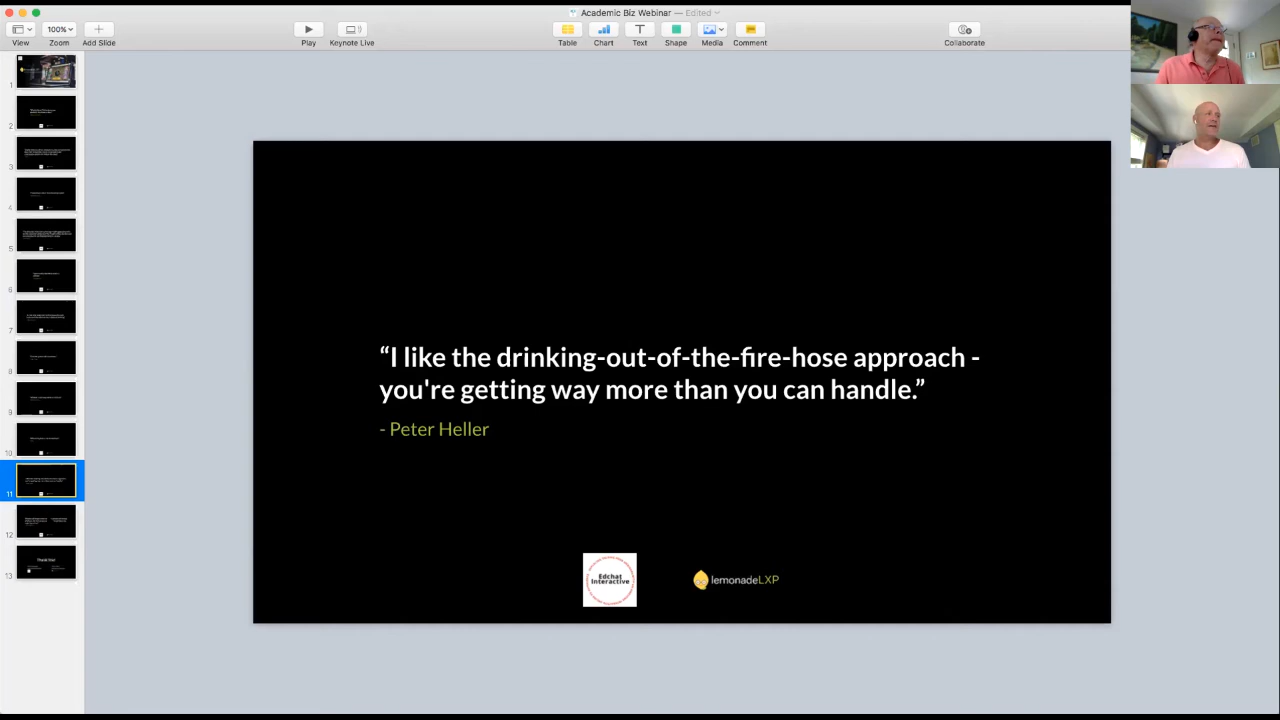 Academic Biz Webinar — Edited
100%
View
Zoom
Add Slide
Play
Keynote Live
Table
Chart
Text
Shape
Media
Comment
Collaborate
1
2
3
4
5
6
7
8
9
10
11
12
13
Thank You!
“I like the drinking-out-of-the-fire-hose approach -
you're getting way more than you can handle.”
- Peter Heller
Edchat
Interactive
lemonadeLXP